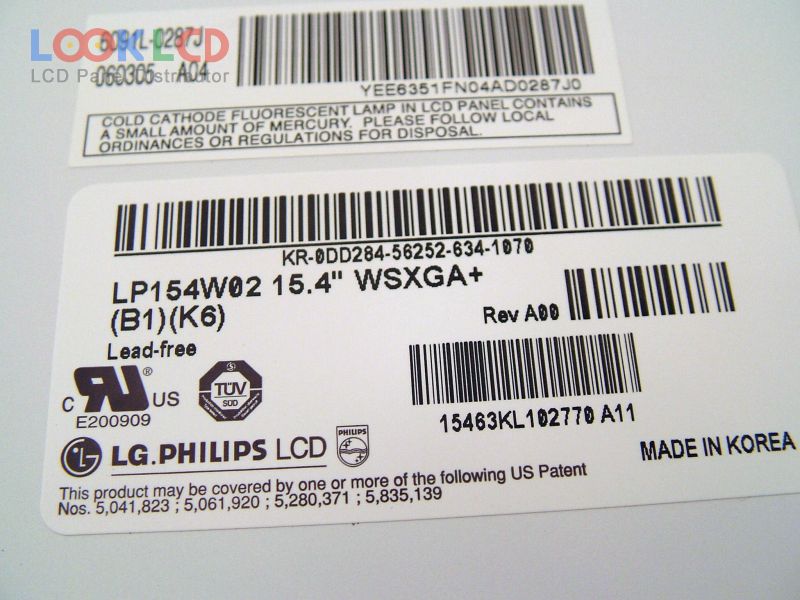 LOOKLCD
LCD Panel Distributor
6091L-0287J
060305 A04
YEE6351FN04AD0287J0
COLD CATHODE FLUORESCENT LAMP IN LCD PANEL CONTAINS
A SMALL AMOUNT OF MERCURY. PLEASE FOLLOW LOCAL
ORDINANCES OR REGULATIONS FOR DISPOSAL.
KR-0DD284-56252-634-1070
LP154W02 15.4" WSXGA+
(B1)(K6)
Rev A00
Lead-free
C RU ® US
E200909
TÜV
SÜD
15463KL102770 A11
LG.PHILIPS LCD
PHILIPS
MADE IN KOREA
This product may be covered by one or more of the following US Patent
Nos. 5,041,823 ; 5,061,920 ; 5,280,371 ; 5,835,139